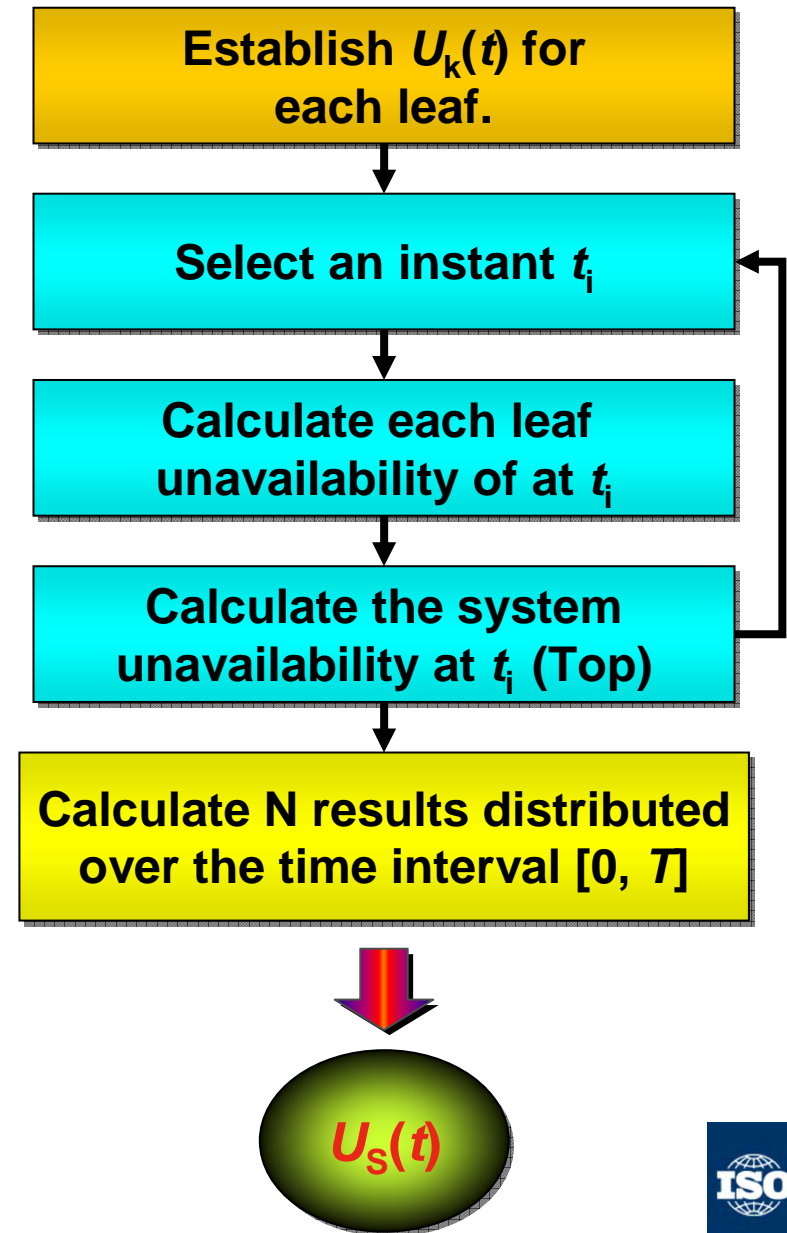 Establish Uk(t) for
each leaf.
Select an instant ti
Calculate each leaf
unavailability of at ti
Calculate the system
unavailability at ti (Top)
Calculate N results distributed
over the time interval [0, T]
US(t)
ISO